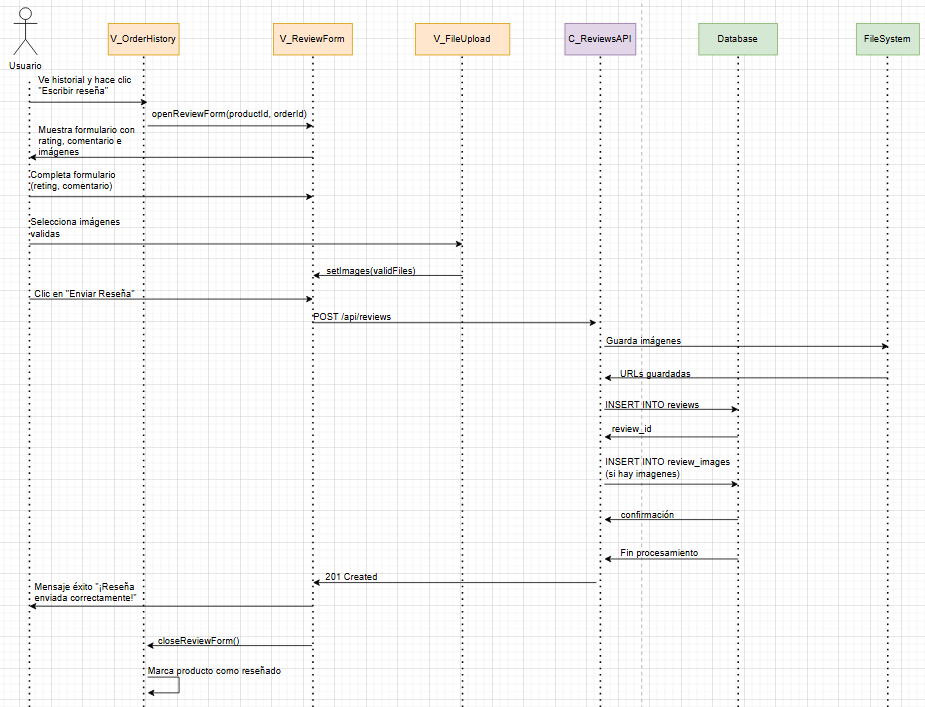 V_OrderHistory
V_ReviewForm
V_FileUpload
C_ReviewsAPI
Database
FileSystem
Usuario
Ve historial y hace clic
"Escribir reseña"
openReviewForm(productId, orderId)
Muestra formulario con
rating, comentario e
imágenes
Completa formulario
(reting, comentario)
Selecciona imágenes
validas
setImages(validFiles)
Clic en "Enviar Reseña"
POST /api/reviews
Guarda imágenes
URLs guardadas
INSERT INTO reviews
review_id
INSERT INTO review_images
(si hay imagenes)
confirmación
Fin procesamiento
201 Created
Mensaje éxito "¡Reseña
enviada correctamente!"
closeReviewForm()
Marca producto como reseñado